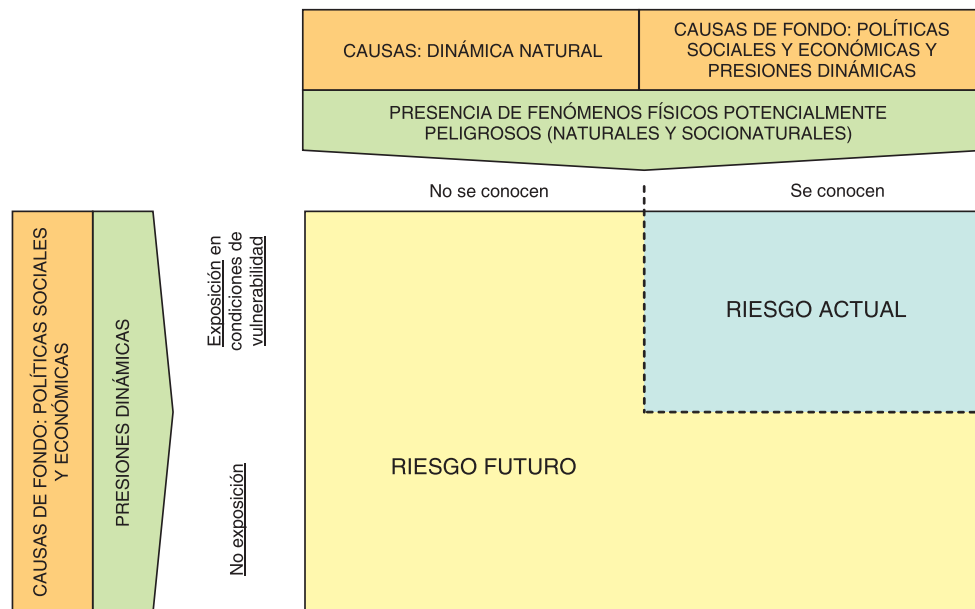 CAUSAS: DINÁMICA NATURAL
CAUSAS DE FONDO: POLÍTICAS
SOCIALES Y ECONÓMICAS Y
PRESIONES DINÁMICAS
PRESENCIA DE FENÓMENOS FÍSICOS POTENCIALMENTE
PELIGROSOS (NATURALES Y SOCIONATURALES)
No se conocen
Se conocen
CAUSAS DE FONDO: POLÍTICAS SOCIALES
Y ECONÓMICAS
PRESIONES DINÁMICAS
Exposición en
condiciones de
vulnerabilidad
No exposición
RIESGO ACTUAL
RIESGO FUTURO